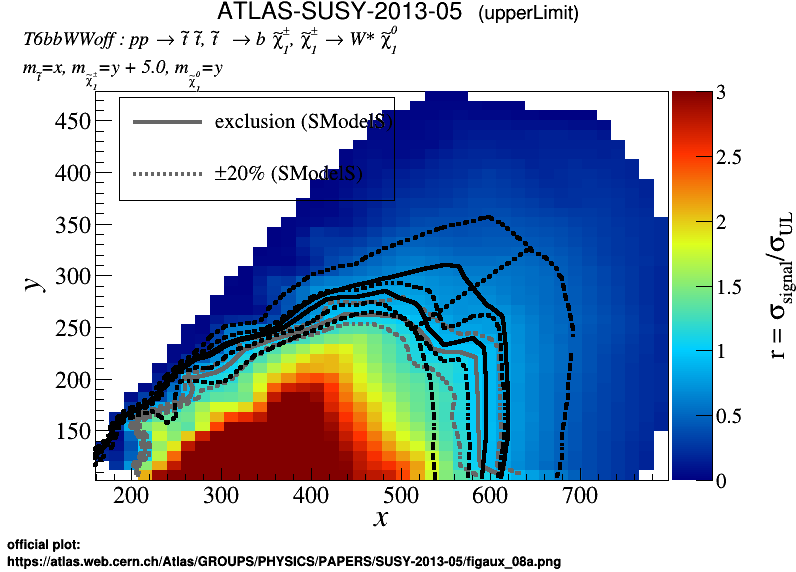 ATLAS-SUSY-2013-05 (upperLimit)
T6bbWWoff : pp → t̃ t̃, t̃ → b χ̃₁±, χ̃₁± → W* χ̃₁⁰
m_t̃=x, m_χ̃₁±=y + 5.0, m_χ̃₁⁰=y
exclusion (SModelS)
±20% (SModelS)
450
400
350
300
250
200
150
y
200
300
400
500
600
700
x
3
2.5
2
1.5
1
0.5
0
r = σ_signal/σ_UL
official plot:
https://atlas.web.cern.ch/Atlas/GROUPS/PHYSICS/PAPERS/SUSY-2013-05/figaux_08a.png